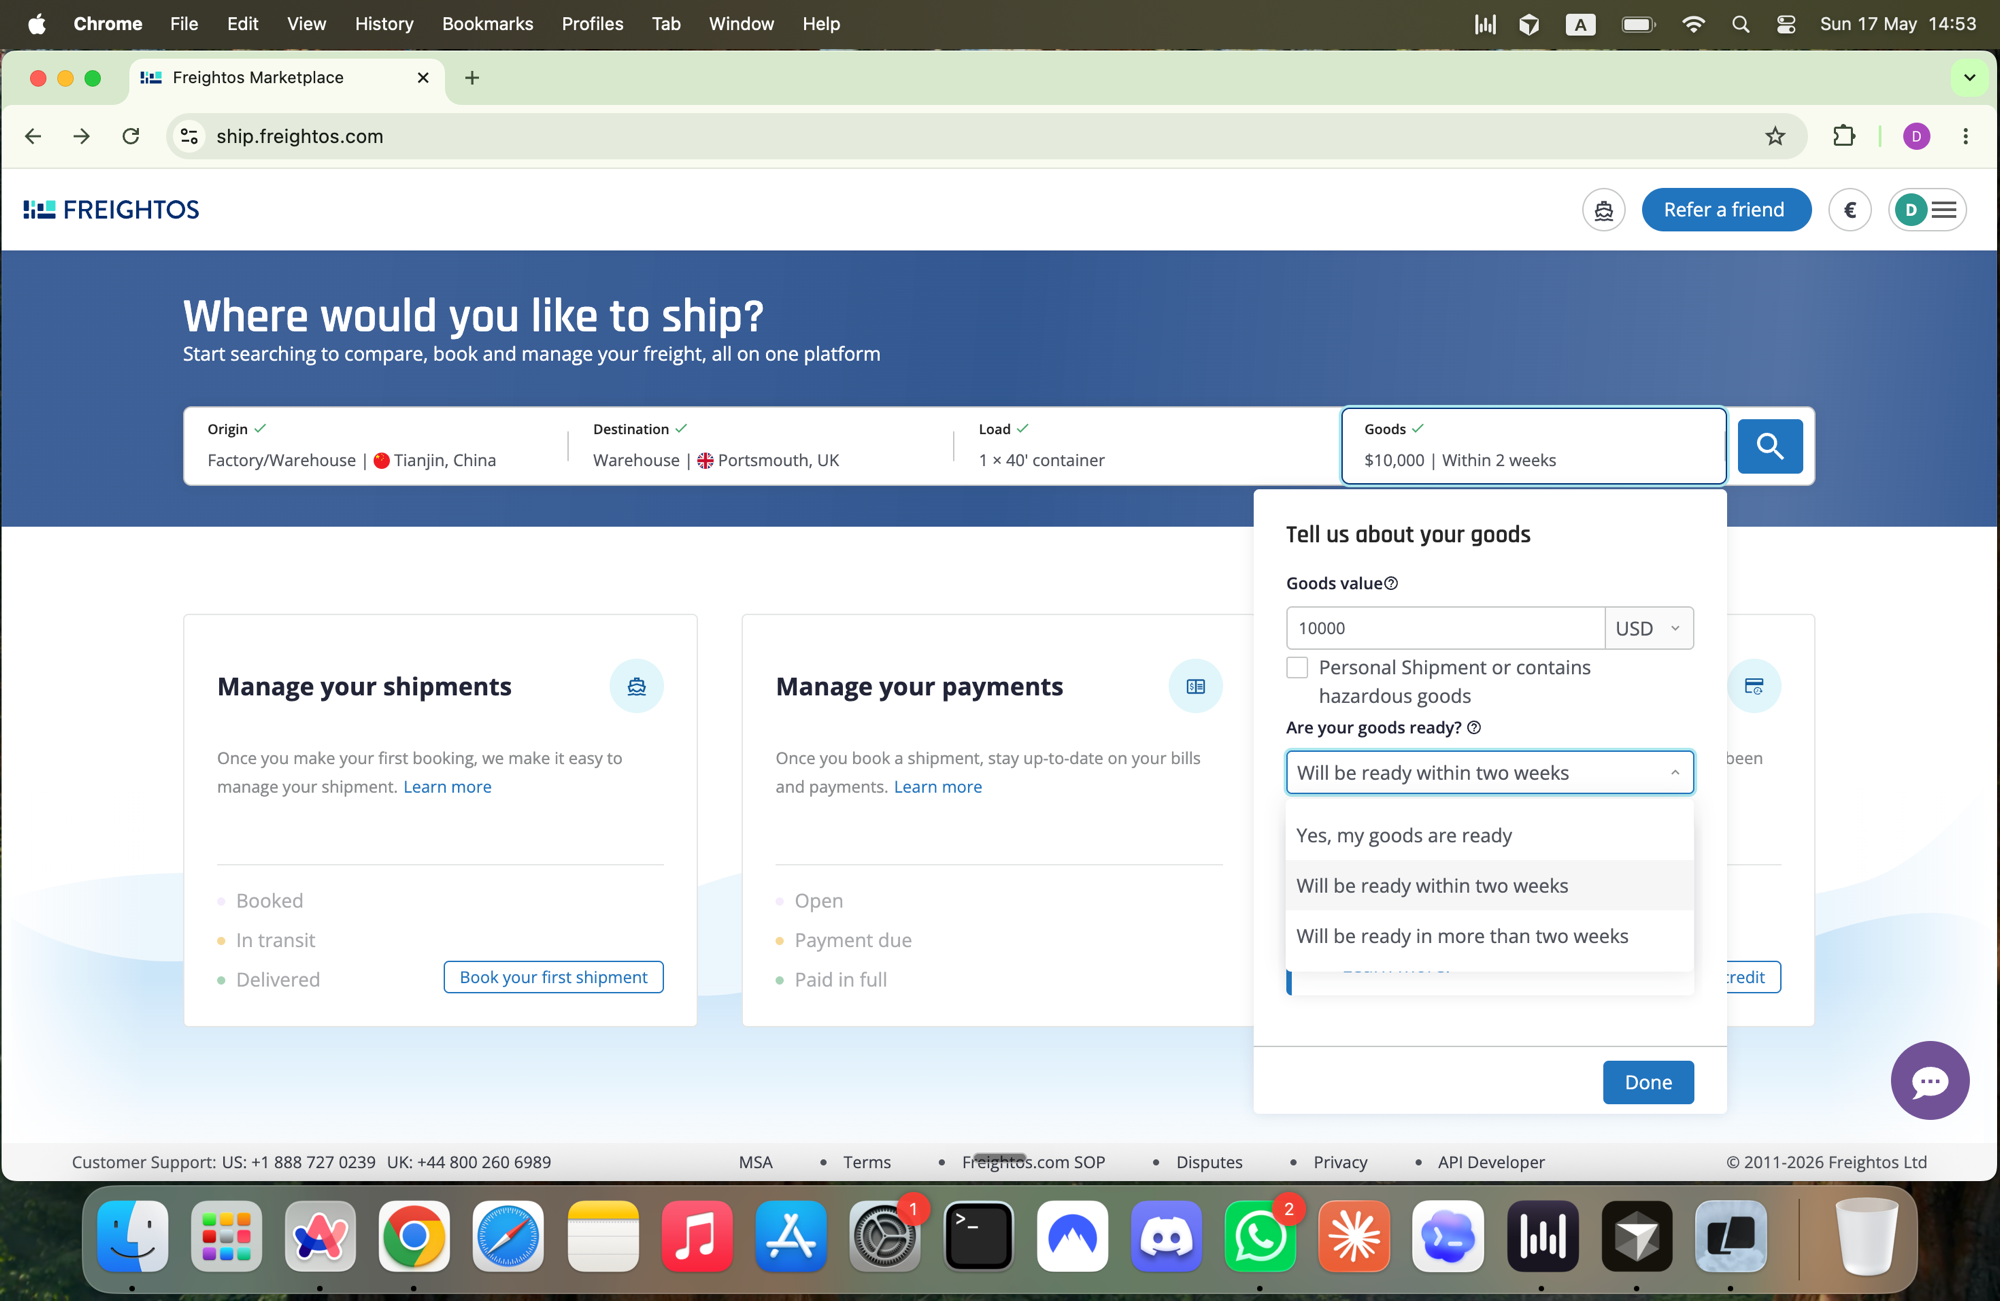 Chrome File Edit View History Bookmarks Profiles Tab Window Help A Sun 17 May 14:53
Freightos Marketplace
ship.freightos.com D
FREIGHTOS Refer a friend € D
Where would you like to ship?
Start searching to compare, book and manage your freight, all on one platform
Origin Destination Load Goods
Factory/Warehouse | Tianjin, China Warehouse | Portsmouth, UK 1 × 40' container $10,000 | Within 2 weeks
Tell us about your goods
Goods value
10000 USD
Personal Shipment or contains
hazardous goods
Are your goods ready?
Will be ready within two weeks
Yes, my goods are ready
Will be ready within two weeks
Will be ready in more than two weeks
Done
Manage your shipments
Once you make your first booking, we make it easy to
manage your shipment. Learn more
Booked
In transit
Delivered
Book your first shipment
Manage your payments
Once you book a shipment, stay up-to-date on your bills
and payments. Learn more
Open
Payment due
Paid in full
been
Customer Support: US: +1 888 727 0239 UK: +44 800 260 6989 MSA • Terms • Freightos.com SOP • Disputes • Privacy • API Developer © 2011-2026 Freightos Ltd
1 2